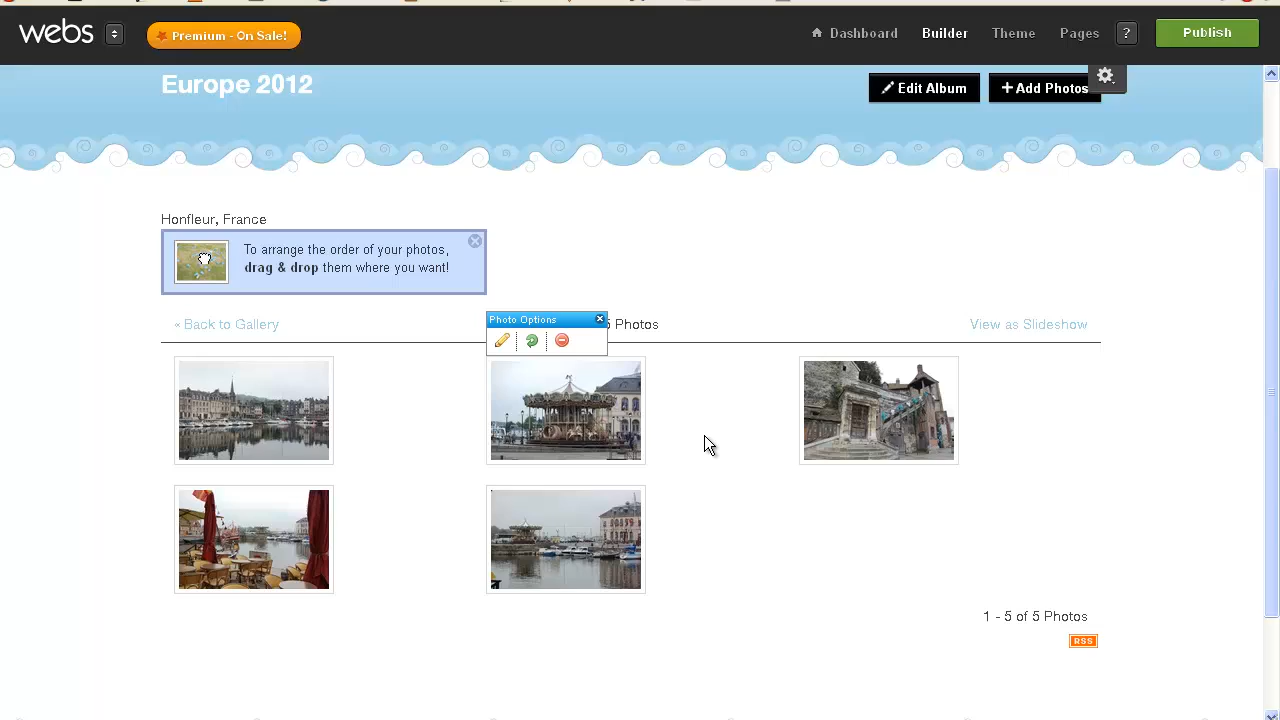 webs
Premium - On Sale!
Dashboard
Builder
Theme
Pages
?
Publish
Europe 2012
Edit Album
+Add Photos
Honfleur, France
To arrange the order of your photos,
drag & drop them where you want!
« Back to Gallery
Photo Options
5 Photos
View as Slideshow
1 - 5 of 5 Photos
RSS